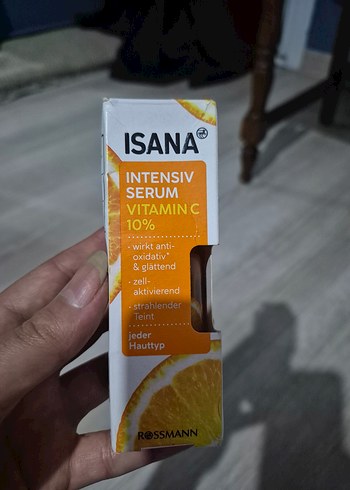 ISANA
INTENSIV
SERUM
VITAMIN C
10%
- wirkt anti-
oxidativ*
& glättend
- zell-
aktivierend
- strahlender
Teint
jeder
Hauttyp
ROSSMANN